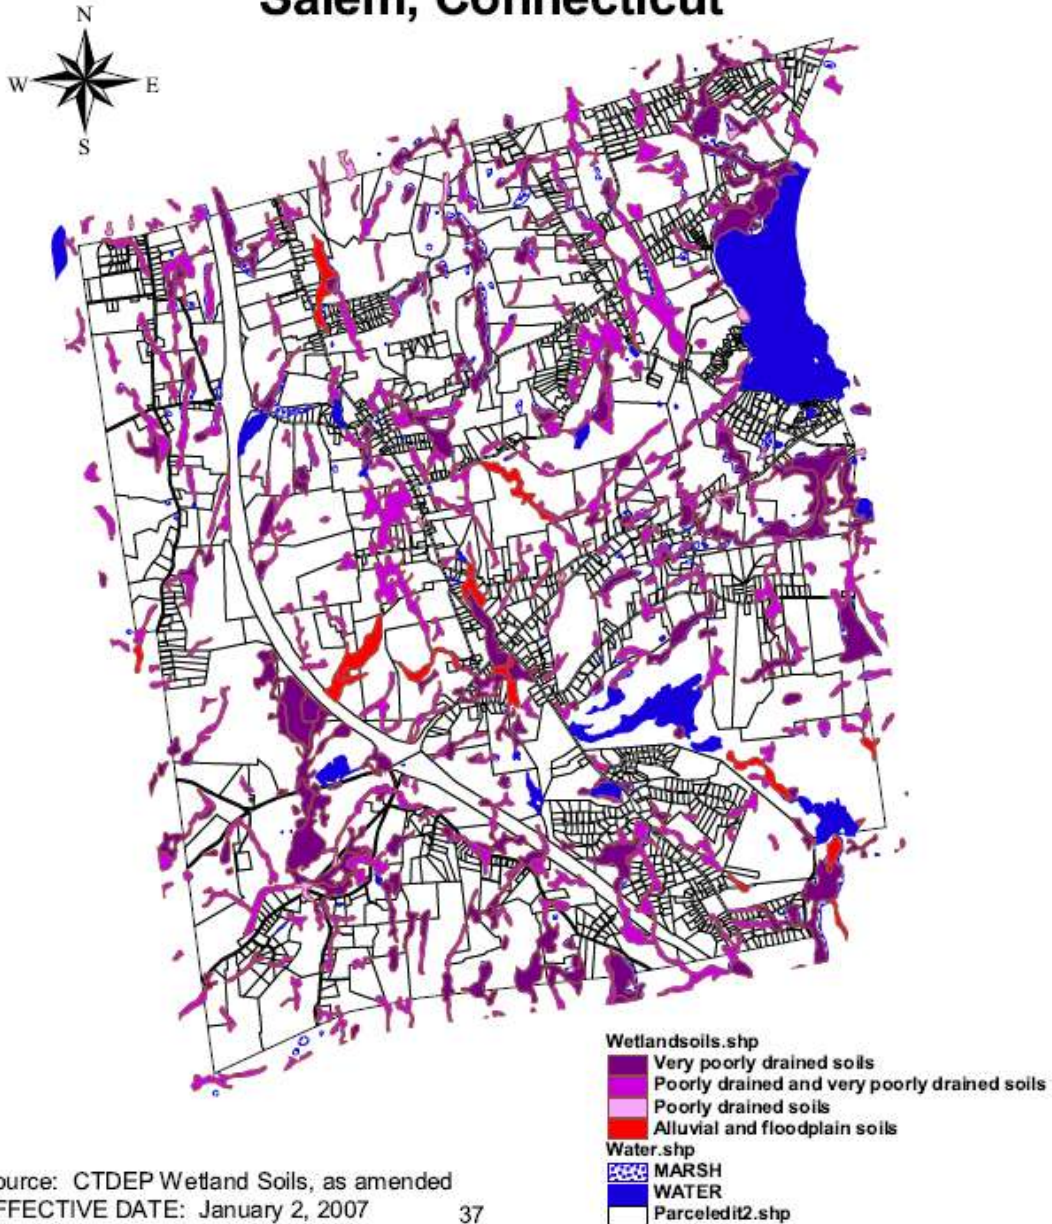 Salem, Connecticut
N
W E
S
Wetlandsoils.shp
Very poorly drained soils
Poorly drained and very poorly drained soils
Poorly drained soils
Alluvial and floodplain soils
Water.shp
MARSH
WATER
Parceledit2.shp
ource: CTDEP Wetland Soils, as amended
FFECTIVE DATE: January 2, 2007
37